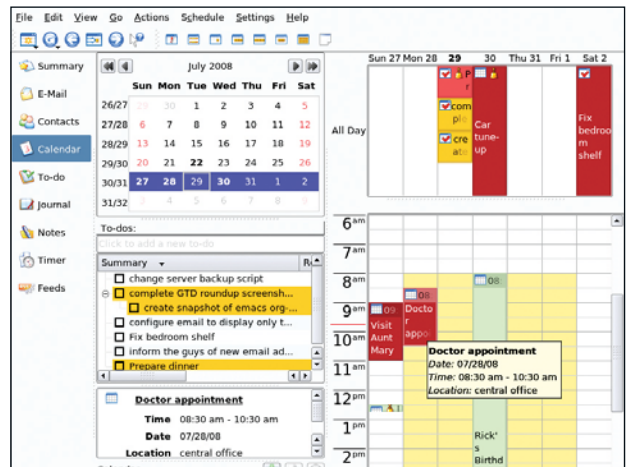 File Edit View Go Actions Schedule Settings Help
Summary
E-Mail
Contacts
Calendar
To-do
Journal
Notes
Timer
Feeds
July 2008
Sun Mon Tue Wed Thu Fri Sat
26/27 29 30 1 2 3 4 5
27/28 6 7 8 9 10 11 12
28/29 13 14 15 16 17 18 19
29/30 20 21 22 23 24 25 26
30/31 27 28 29 30 31 1 2
31/32 3 4 5 6 7 8 9
To-dos:
Click to add a new to-do
Summary
change server backup script
complete GTD roundup screensh...
create snapshot of emacs org-...
configure email to display only t...
Fix bedroom shelf
inform the guys of new email ad...
Prepare dinner
Doctor appointment
Time 08:30 am - 10:30 am
Date 07/28/08
Location central office
Sun 27 Mon 28 29 30 Thu 31 Fri 1 Sat 2
All Day
P
r
com
plo
cre
ate
Car
tune-
up
Fix
bedroo
m
shelf
6am
7am
8am
9am
10am
11am
12pm
1pm
2pm
09
Visit
Aunt
Mary
08
Docto
r
appoi
08
Rick'
s
Birthd
Doctor appointment
Date: 07/28/08
Time: 08:30 am - 10:30 am
Location: central office